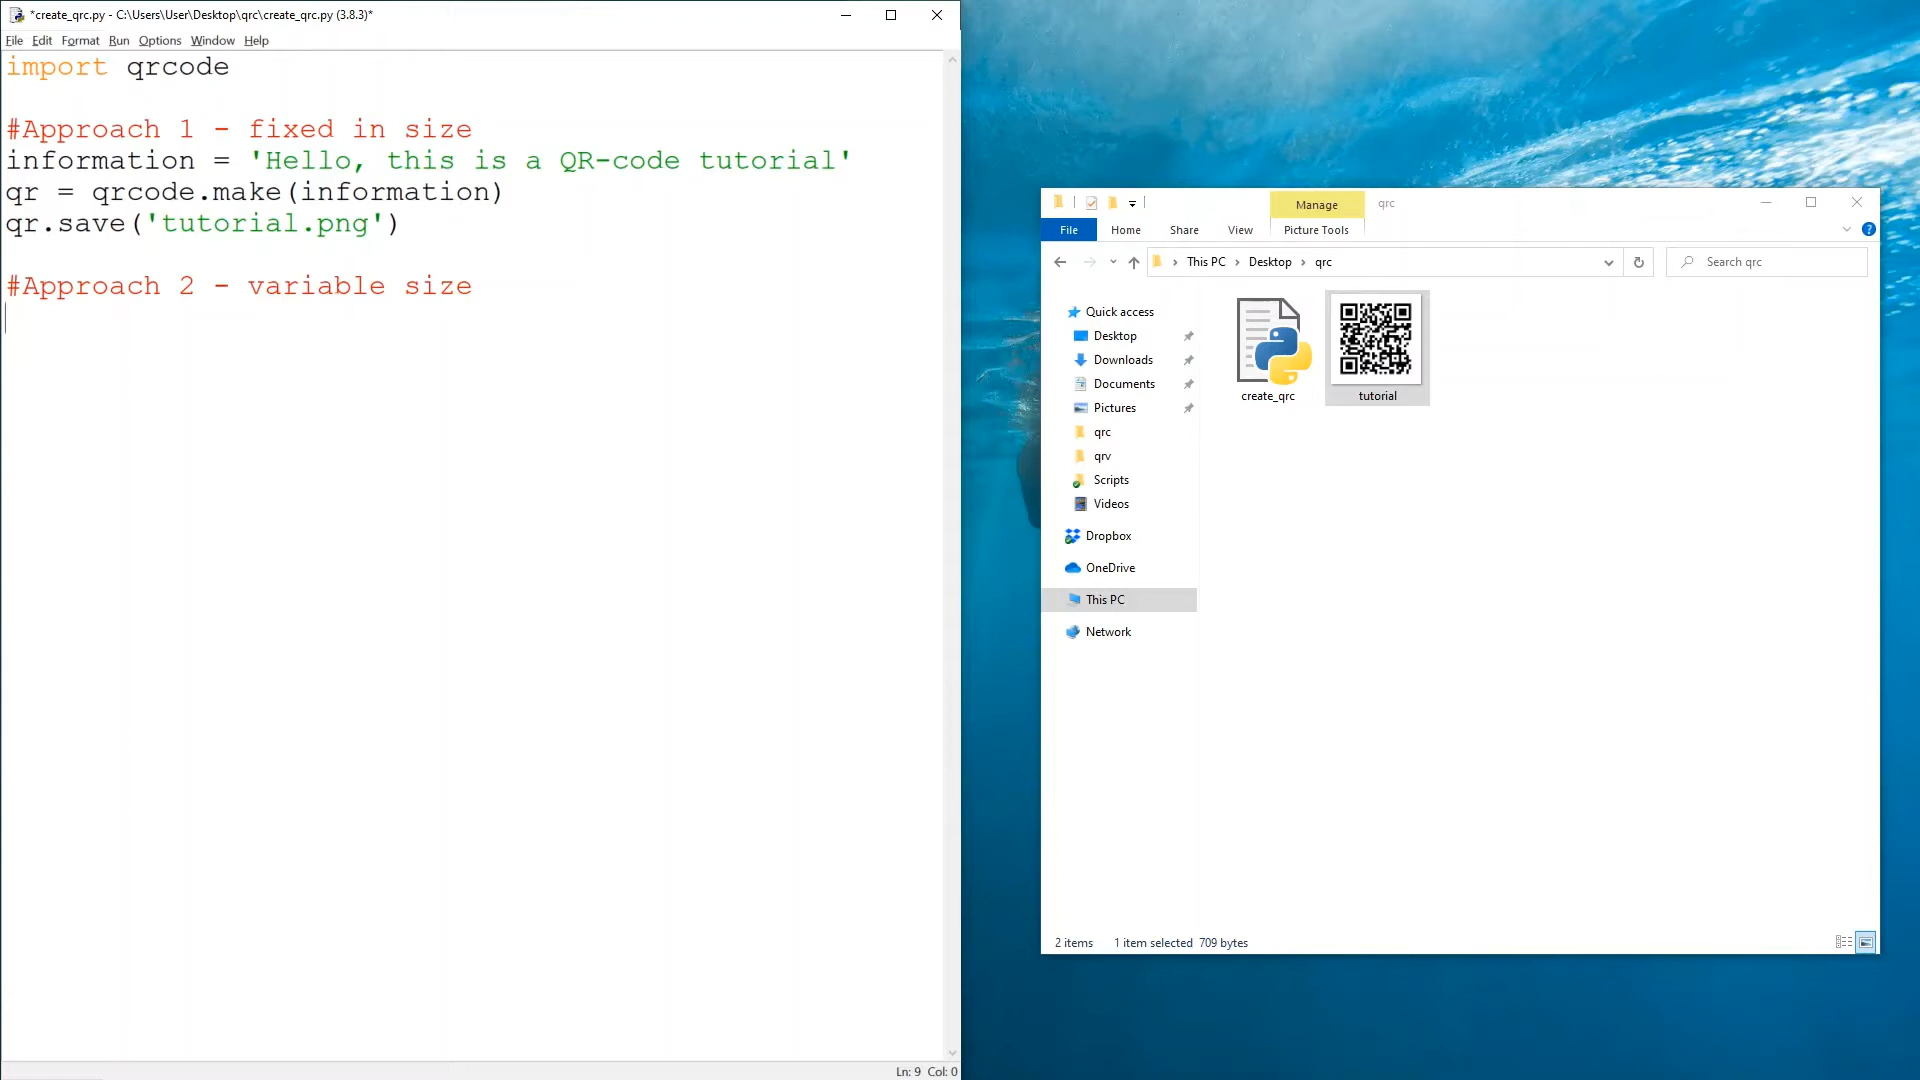 *create_qrc.py - C:\Users\User\Desktop\qrc\create_qrc.py (3.8.3)*
File Edit Format Run Options Window Help
import qrcode
#Approach 1 - fixed in size
information = 'Hello, this is a QR-code tutorial'
qr = qrcode.make(information)
qr.save('tutorial.png')
#Approach 2 - variable size
Ln: 9 Col: 0
Manage qrc
File Home Share View Picture Tools
This PC > Desktop > qrc
Search qrc
Quick access
Desktop
Downloads
Documents
Pictures
qrc
qrv
Scripts
Videos
Dropbox
OneDrive
This PC
Network
create_qrc
tutorial
2 items 1 item selected 709 bytes